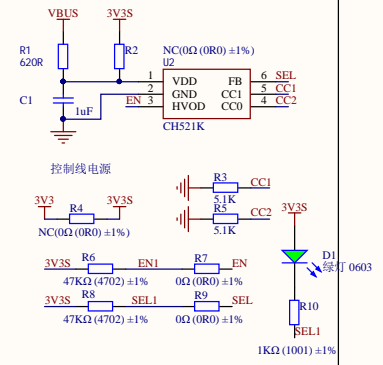 VBUS 3V3S
R1 620R R2 NC(0Ω (0R0) ±1%)
U2
1 VDD FB 6 SEL
2 GND CC1 5 CC1
EN 3 HVOD CC0 4 CC2
C1 1uF
CH521K
控制线电源
R3 CC1
5.1K
3V3 R4 3V3S
R5 CC2
5.1K
NC(0Ω (0R0) ±1%)
3V3S
3V3S R6 EN1 R7 EN
47KΩ (4702) ±1% 0Ω (0R0) ±1%
D1
绿灯 0603
3V3S R8 SEL1 R9 SEL
47KΩ (4702) ±1% 0Ω (0R0) ±1%
R10
SEL1
1KΩ (1001) ±1%